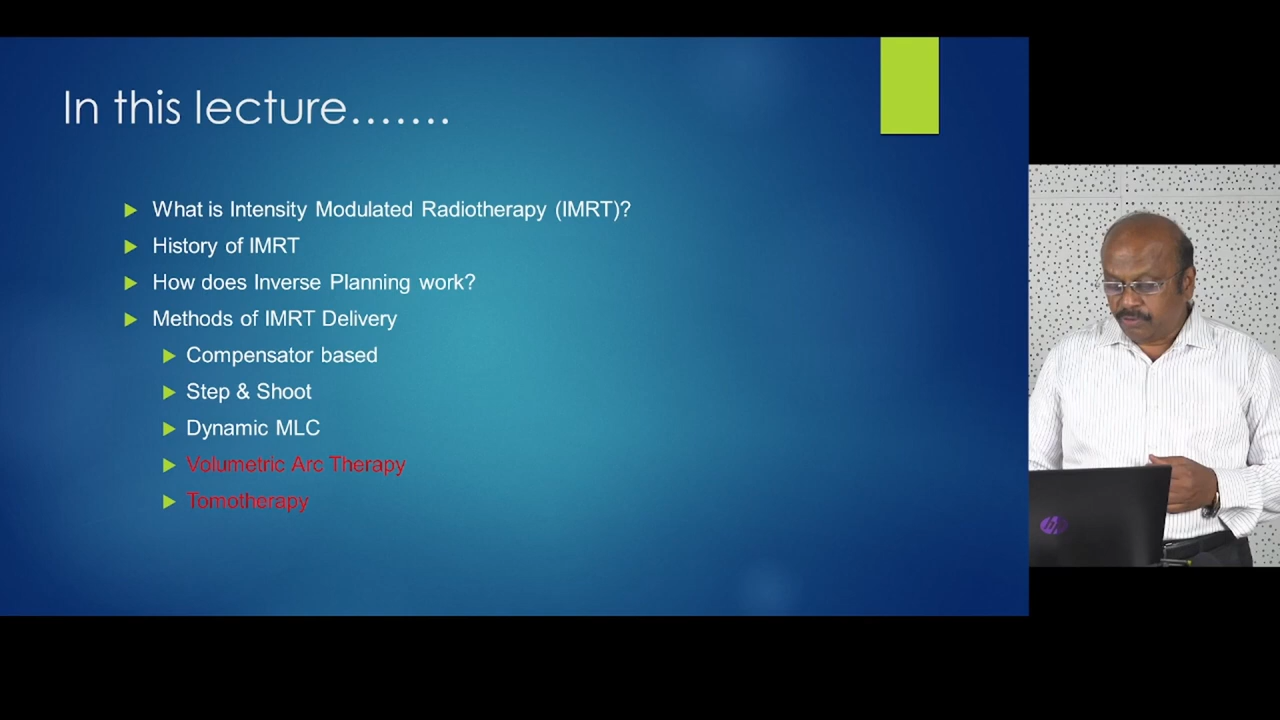 In this lecture.......
What is Intensity Modulated Radiotherapy (IMRT)?
History of IMRT
How does Inverse Planning work?
Methods of IMRT Delivery
Compensator based
Step & Shoot
Dynamic MLC
Volumetric Arc Therapy
Tomotherapy
hp